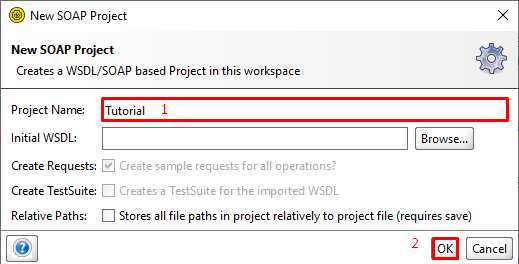 New SOAP Project
New SOAP Project
Creates a WSDL/SOAP based Project in this workspace
Project Name: Tutorial 1
Initial WSDL: Browse...
Create Requests: Create sample requests for all operations?
Create TestSuite: Creates a TestSuite for the imported WSDL
Relative Paths: Stores all file paths in project relatively to project file (requires save)
? 2 OK Cancel